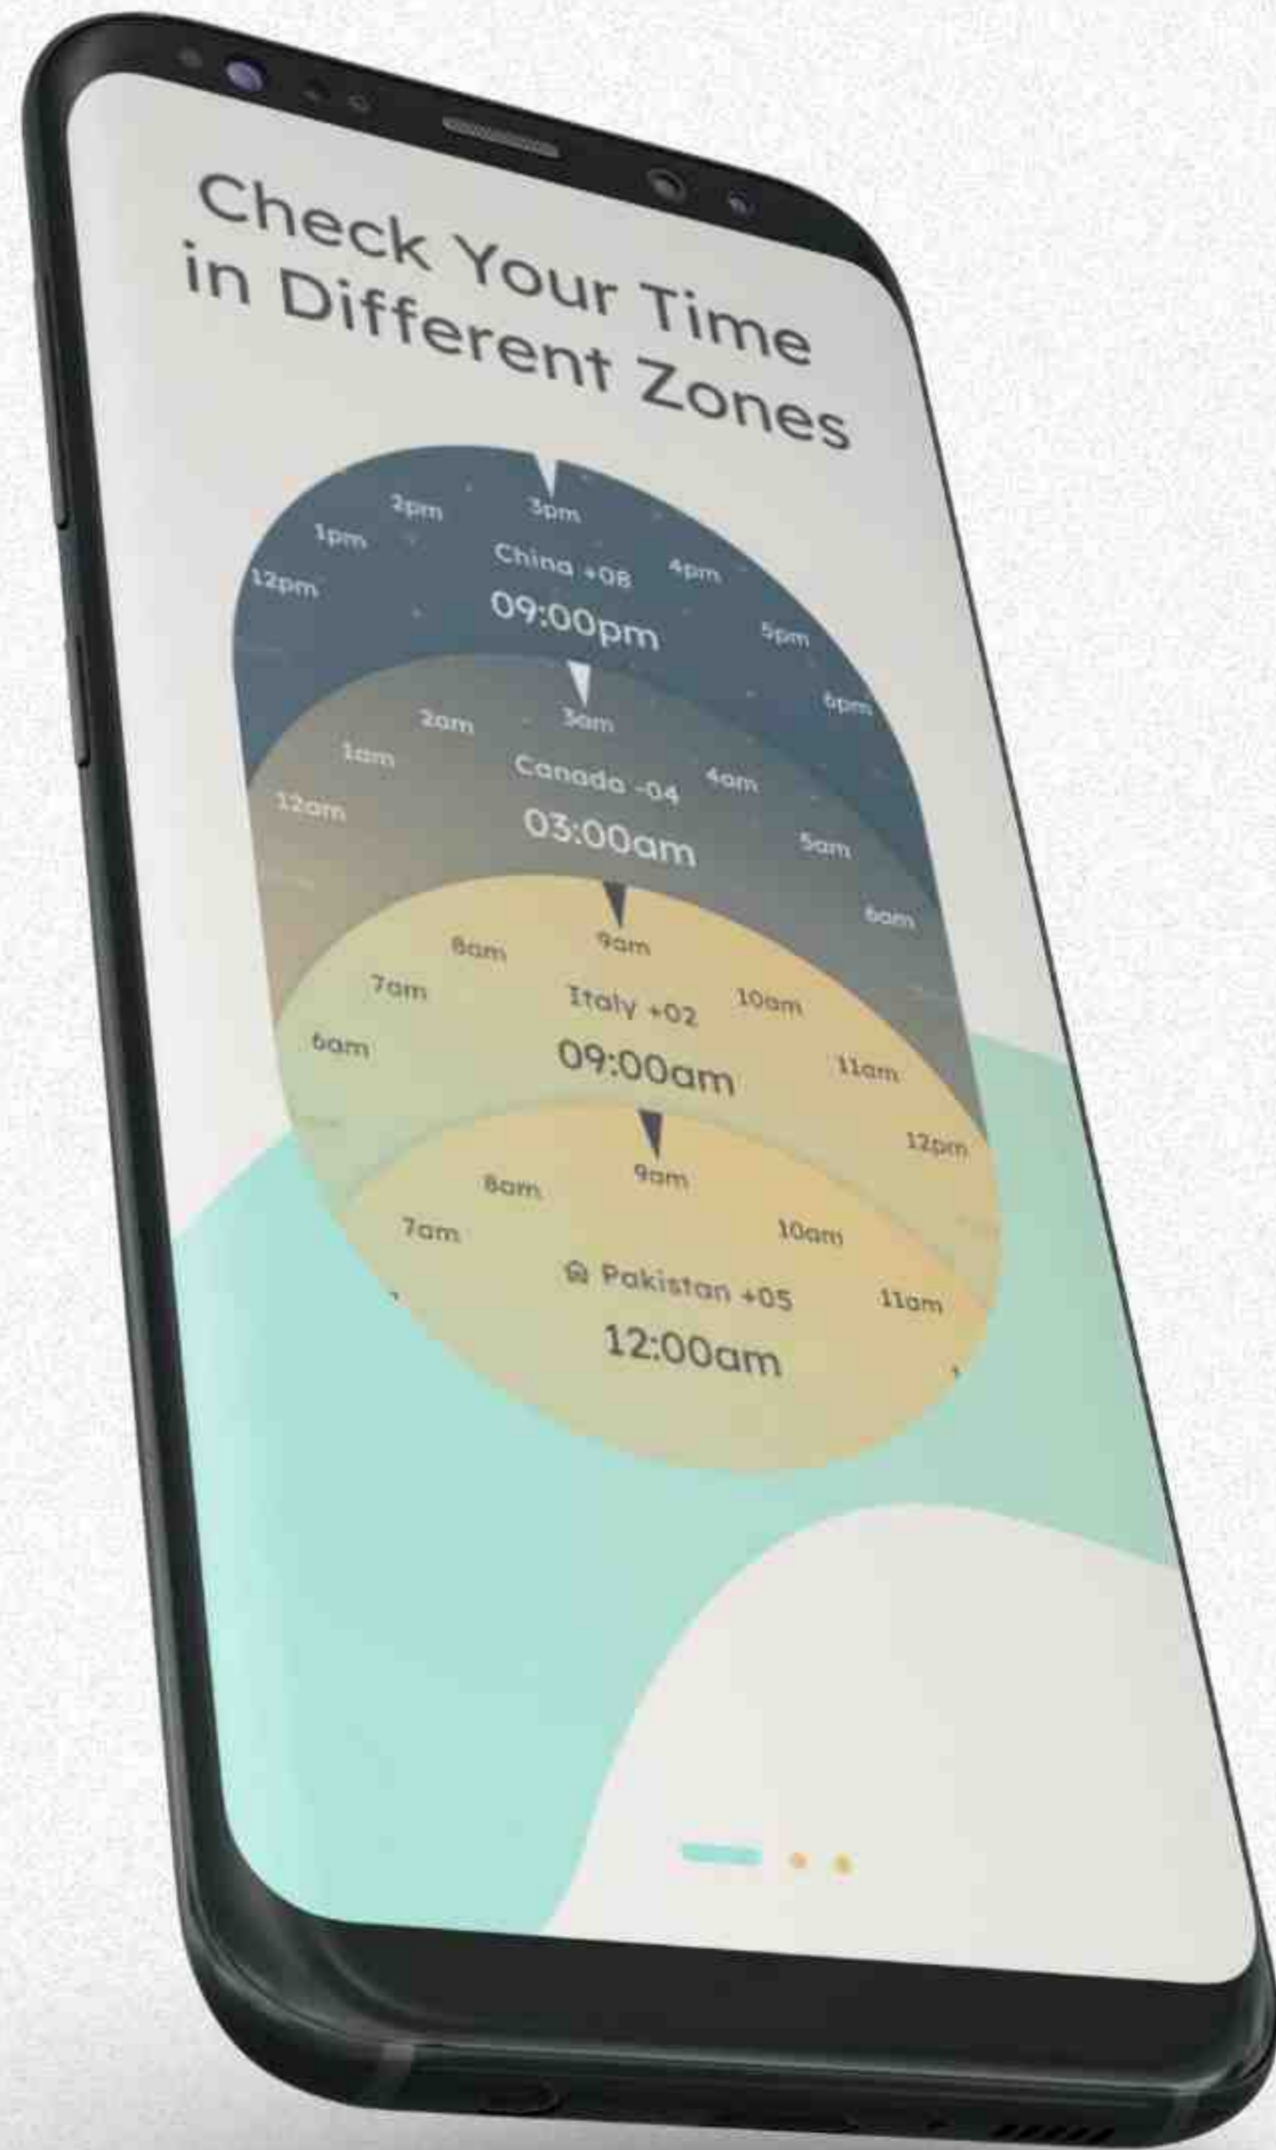 Check Your Time
in Different Zones
12pm 1pm 2pm 3pm 4pm 5pm 6pm
China +08
09:00pm
12am 1am 2am 3am 4am 5am 6am
Canada -04
03:00am
6am 7am 8am 9am 10am 11am 12pm
Italy +02
09:00am
7am 8am 9am 10am 11am
Pakistan +05
12:00am